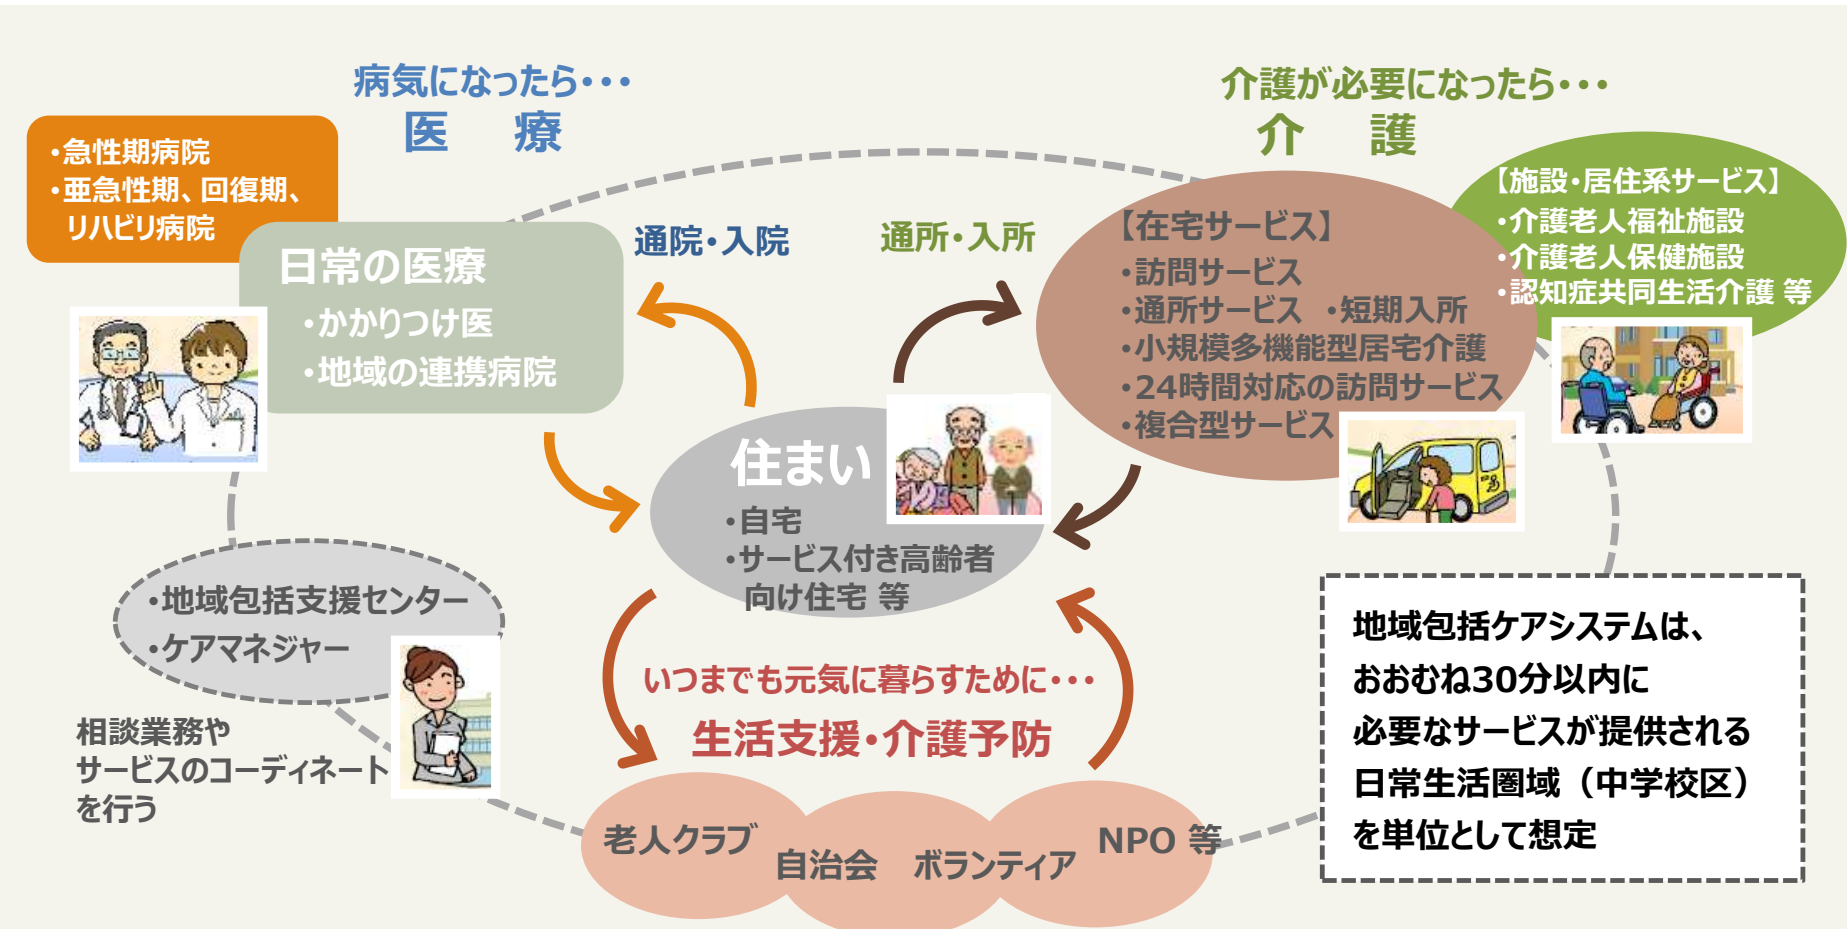 病気になったら・・・
医 療
介護が必要になったら・・・
介 護
・急性期病院
・亜急性期、回復期、
リハビリ病院
日常の医療
・かかりつけ医
・地域の連携病院
通院・入院
通所・入所
【在宅サービス】
・訪問サービス
・通所サービス ・短期入所
・小規模多機能型居宅介護
・24時間対応の訪問サービス
・複合型サービス
【施設・居住系サービス】
・介護老人福祉施設
・介護老人保健施設
・認知症共同生活介護 等
住まい
・自宅
・サービス付き高齢者
向け住宅 等
・地域包括支援センター
・ケアマネジャー
相談業務や
サービスのコーディネート
を行う
いつまでも元気に暮らすために・・・
生活支援・介護予防
老人クラブ
自治会
ボランティア
NPO 等
地域包括ケアシステムは、
おおむね30分以内に
必要なサービスが提供される
日常生活圏域（中学校区）
を単位として想定